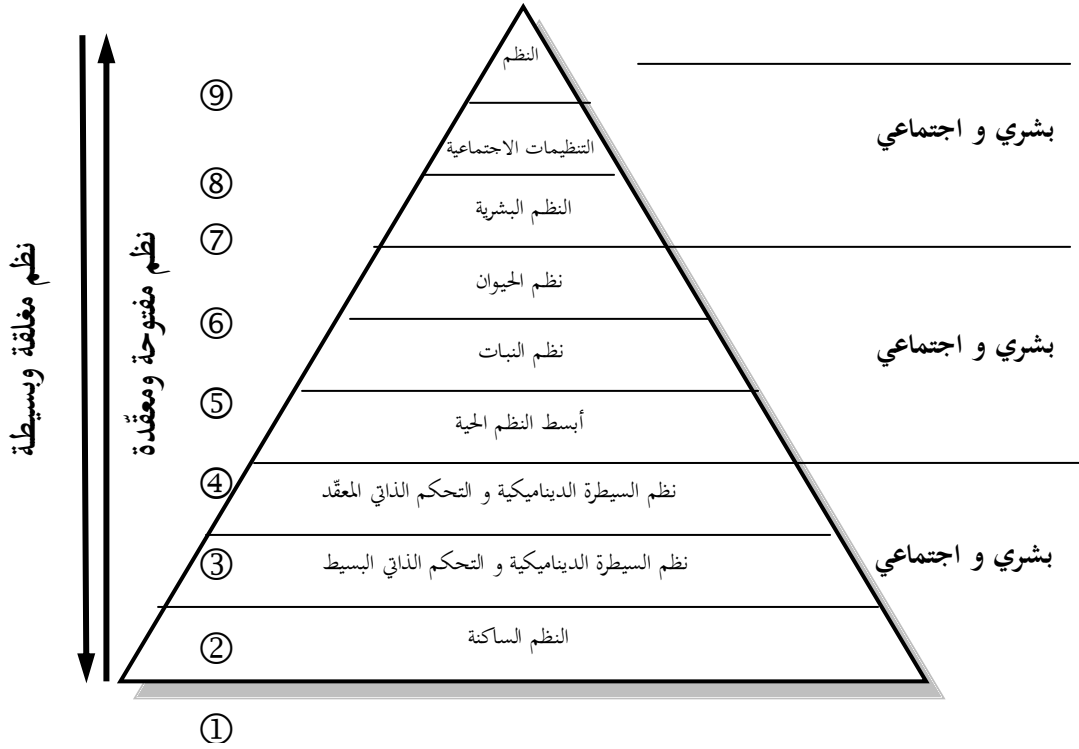 النظم
⑨
بشري و اجتماعي
التنظيمات الاجتماعية
⑧
النظم البشرية
⑦
نظم الحيوان
⑥
بشري و اجتماعي
نظم النبات
⑤
أبسط النظم الحية
④
نظم السيطرة الديناميكية و التحكم الذاتي المعقّد
③
نظم السيطرة الديناميكية و التحكم الذاتي البسيط
بشري و اجتماعي
②
النظم الساكنة
①
نظم مفتوحة ومعقّدة
نظم مغلقة وبسيطة